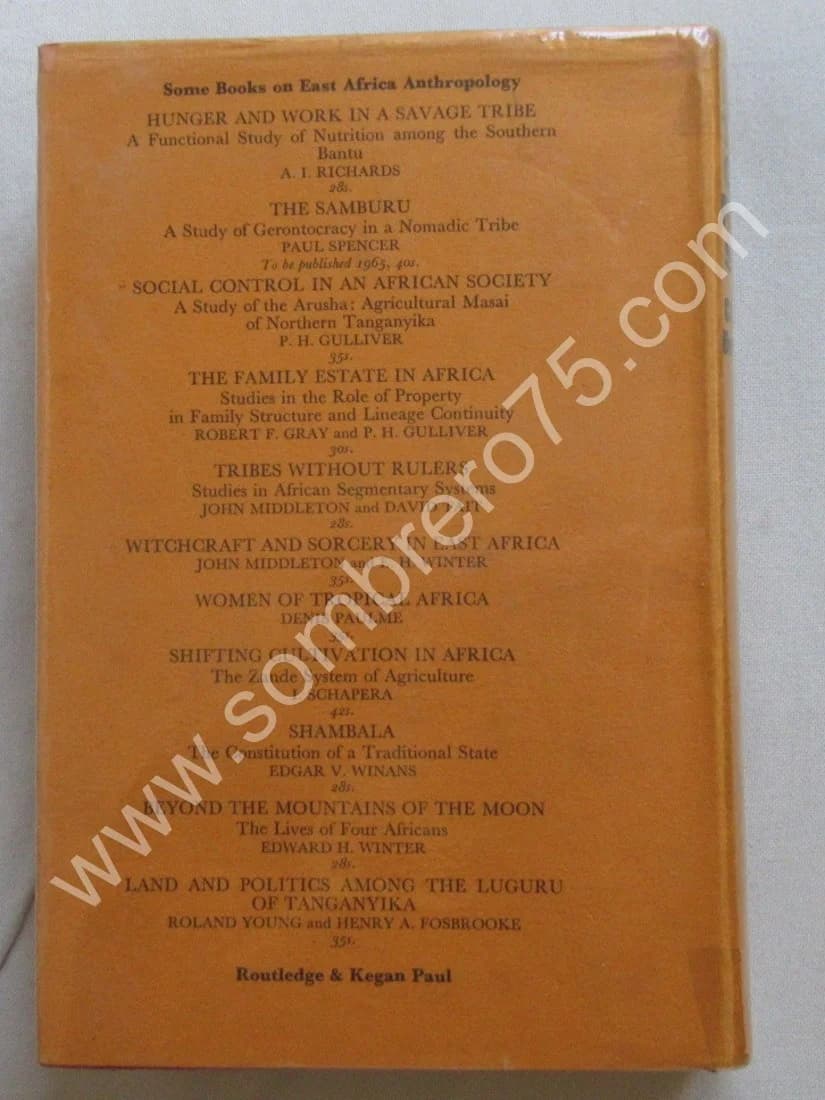 Some Books on East Africa Anthropology
HUNGER AND WORK IN A SAVAGE TRIBE
A Functional Study of Nutrition among the Southern
Bantu
A. I. RICHARDS
28s.
THE SAMBURU
A Study of Gerontocracy in a Nomadic Tribe
PAUL SPENCER
To be published 1965, 40s.
SOCIAL CONTROL IN AN AFRICAN SOCIETY
A Study of the Arusha: Agricultural Masai
of Northern Tanganyika
P. H. GULLIVER
35s.
THE FAMILY ESTATE IN AFRICA
Studies in the Role of Property
in Family Structure and Lineage Continuity
ROBERT F. GRAY and P. H. GULLIVER
30s.
TRIBES WITHOUT RULERS
Studies in African Segmentary Systems
JOHN MIDDLETON and DAVID TAIT
28s.
WITCHCRAFT AND SORCERY IN EAST AFRICA
JOHN MIDDLETON and E. H. WINTER
35s.
WOMEN OF TROPICAL AFRICA
DENIS PAULME
SHIFTING CULTIVATION IN AFRICA
The Zande System of Agriculture
I. SCHAPERA
42s.
SHAMBALA
The Constitution of a Traditional State
EDGAR V. WINANS
28s.
BEYOND THE MOUNTAINS OF THE MOON
The Lives of Four Africans
EDWARD H. WINTER
28s.
LAND AND POLITICS AMONG THE LUGURU
OF TANGANYIKA
ROLAND YOUNG and HENRY A. FOSBROOKE
35s.
Routledge & Kegan Paul
www.sombrero75.com